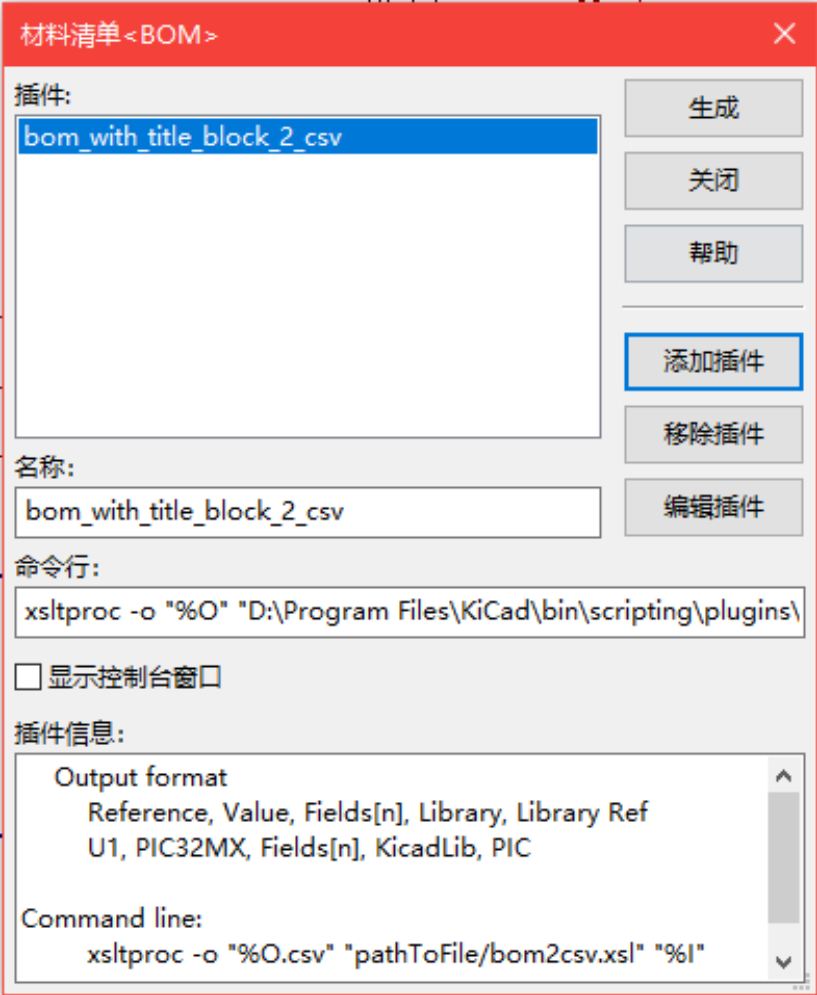 材料清单<BOM>
插件:
bom_with_title_block_2_csv
生成
关闭
帮助
添加插件
移除插件
编辑插件
名称:
bom_with_title_block_2_csv
命令行:
xsltproc -o "%O" "D:\Program Files\KiCad\bin\scripting\plugins\
显示控制台窗口
插件信息:
Output format
Reference, Value, Fields[n], Library, Library Ref
U1, PIC32MX, Fields[n], KicadLib, PIC
Command line:
xsltproc -o "%O.csv" "pathToFile/bom2csv.xsl" "%I"